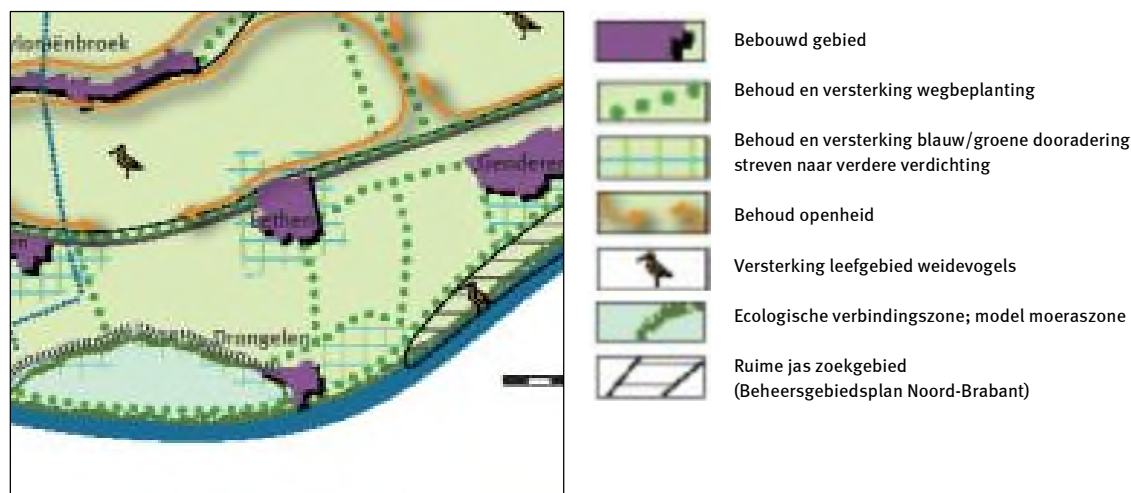 Genderen
Drongelen
Bebouwd gebied
Behoud en versterking wegbeplanting
Behoud en versterking blauw/groene dooradering
streven naar verdere verdichting
Behoud openheid
Versterking leefgebied weidevogels
Ecologische verbindingszone; model moeraszone
Ruime jas zoekgebied
(Beheersgebiedsplan Noord-Brabant)